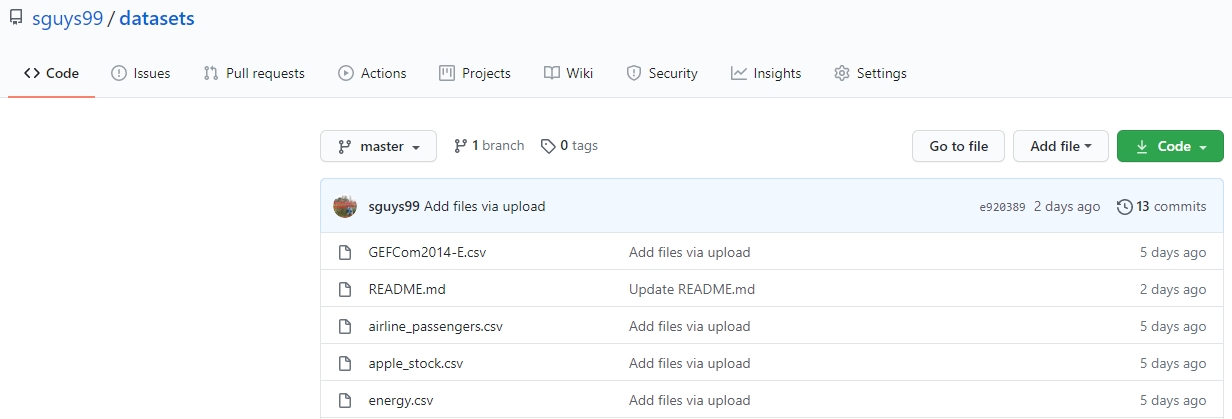 sguys99 / datasets
Code Issues Pull requests Actions Projects Wiki Security Insights Settings
master 1 branch 0 tags Go to file Add file Code
sguys99 Add files via upload e920389 2 days ago 13 commits
GEFCom2014-E.csv Add files via upload 5 days ago
README.md Update README.md 2 days ago
airline_passengers.csv Add files via upload 5 days ago
apple_stock.csv Add files via upload 5 days ago
energy.csv Add files via upload 5 days ago